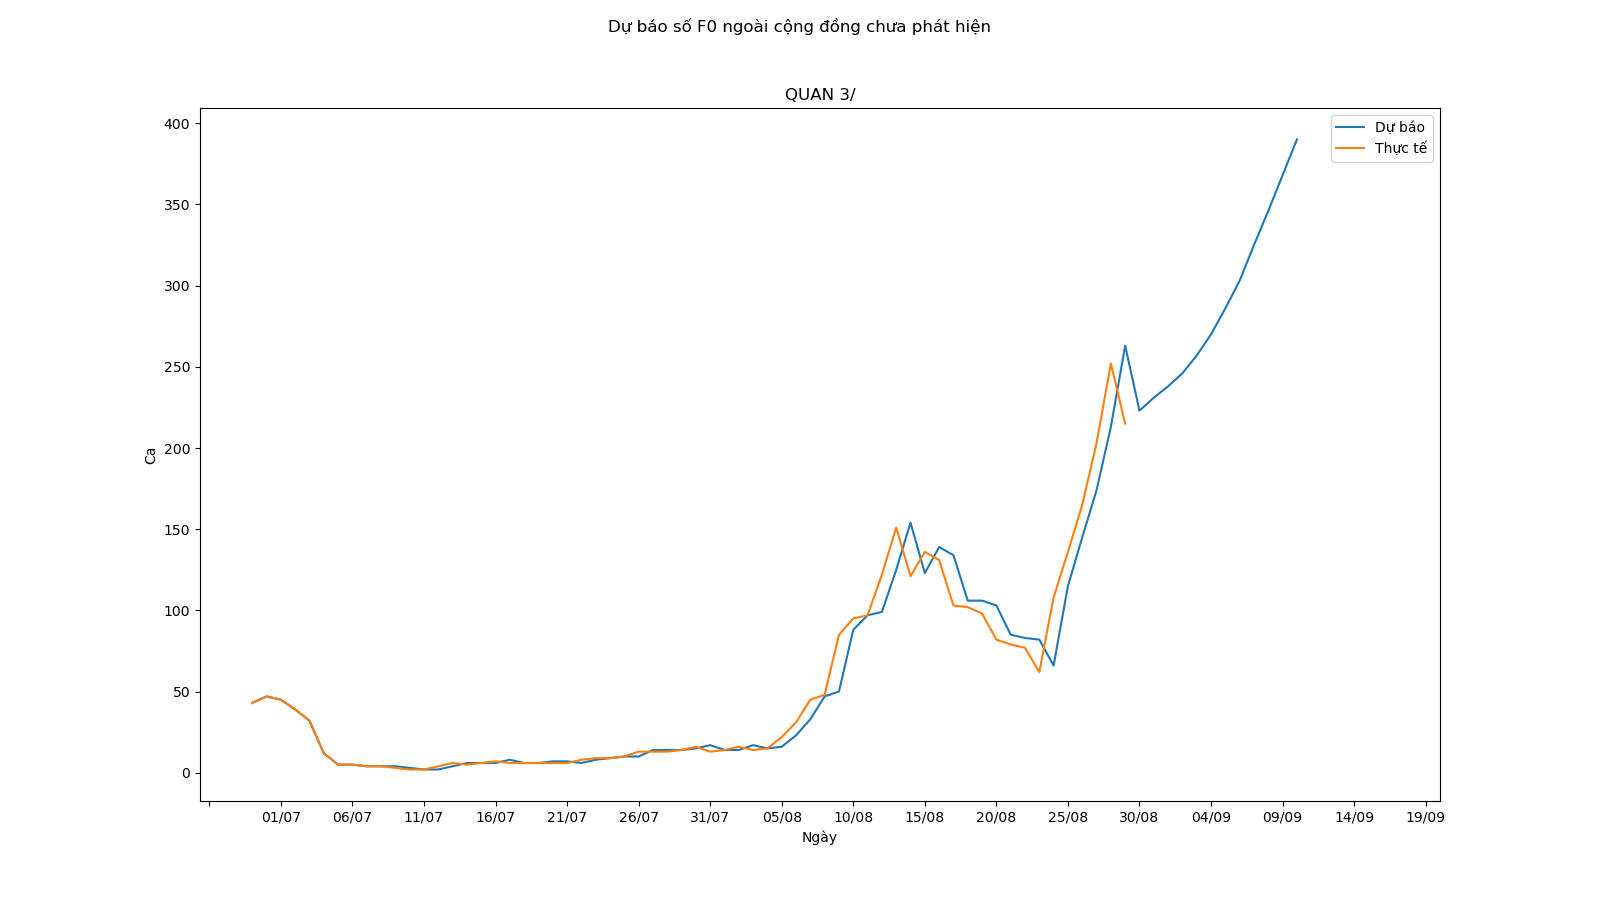 Dự báo số F0 ngoài cộng đồng chưa phát hiện
QUAN 3/
Dự báo
Thực tế
400
350
300
250
200
150
100
50
0
Ca
01/07 06/07 11/07 16/07 21/07 26/07 31/07 05/08 10/08 15/08 20/08 25/08 30/08 04/09 09/09 14/09 19/09
Ngày